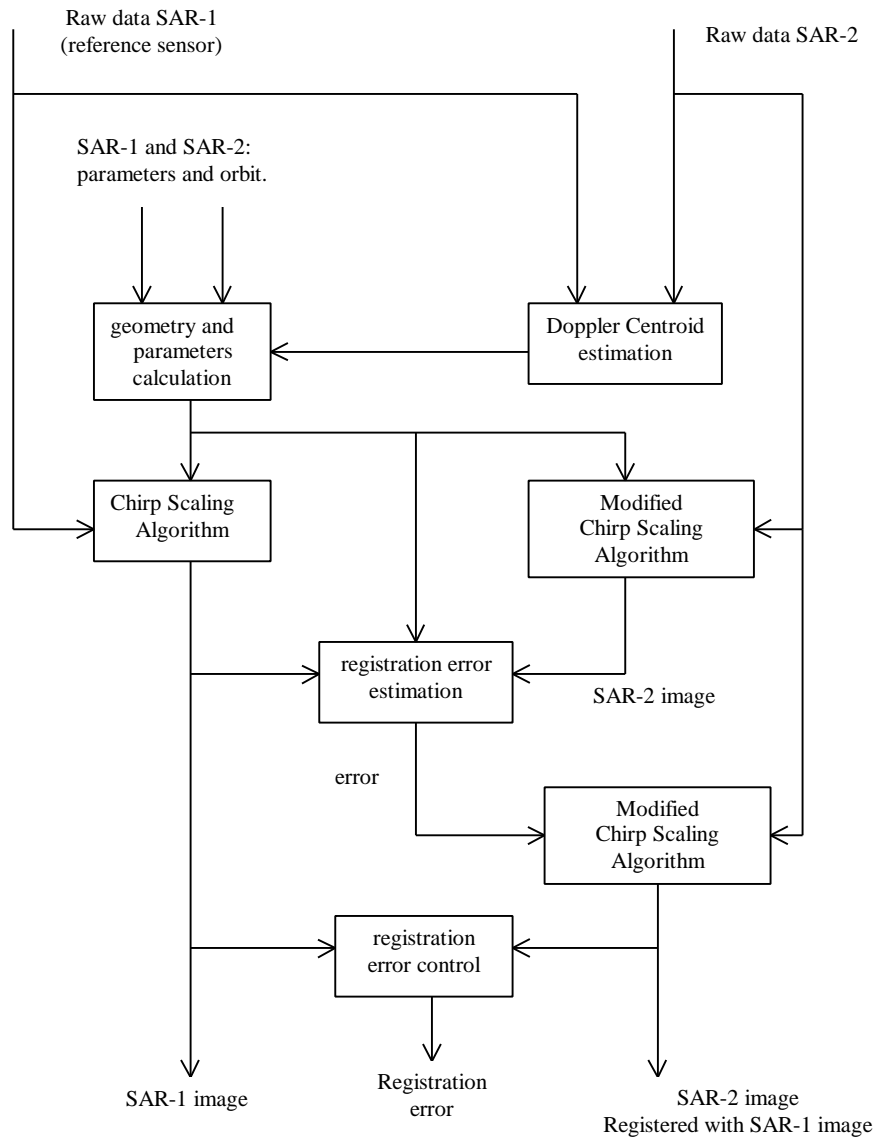 Raw data SAR-1
(reference sensor)
Raw data SAR-2
SAR-1 and SAR-2:
parameters and orbit.
geometry and
parameters
calculation
Doppler Centroid
estimation
Chirp Scaling
Algorithm
Modified
Chirp Scaling
Algorithm
registration error
estimation
SAR-2 image
error
Modified
Chirp Scaling
Algorithm
registration
error control
SAR-1 image
Registration
error
SAR-2 image
Registered with SAR-1 image